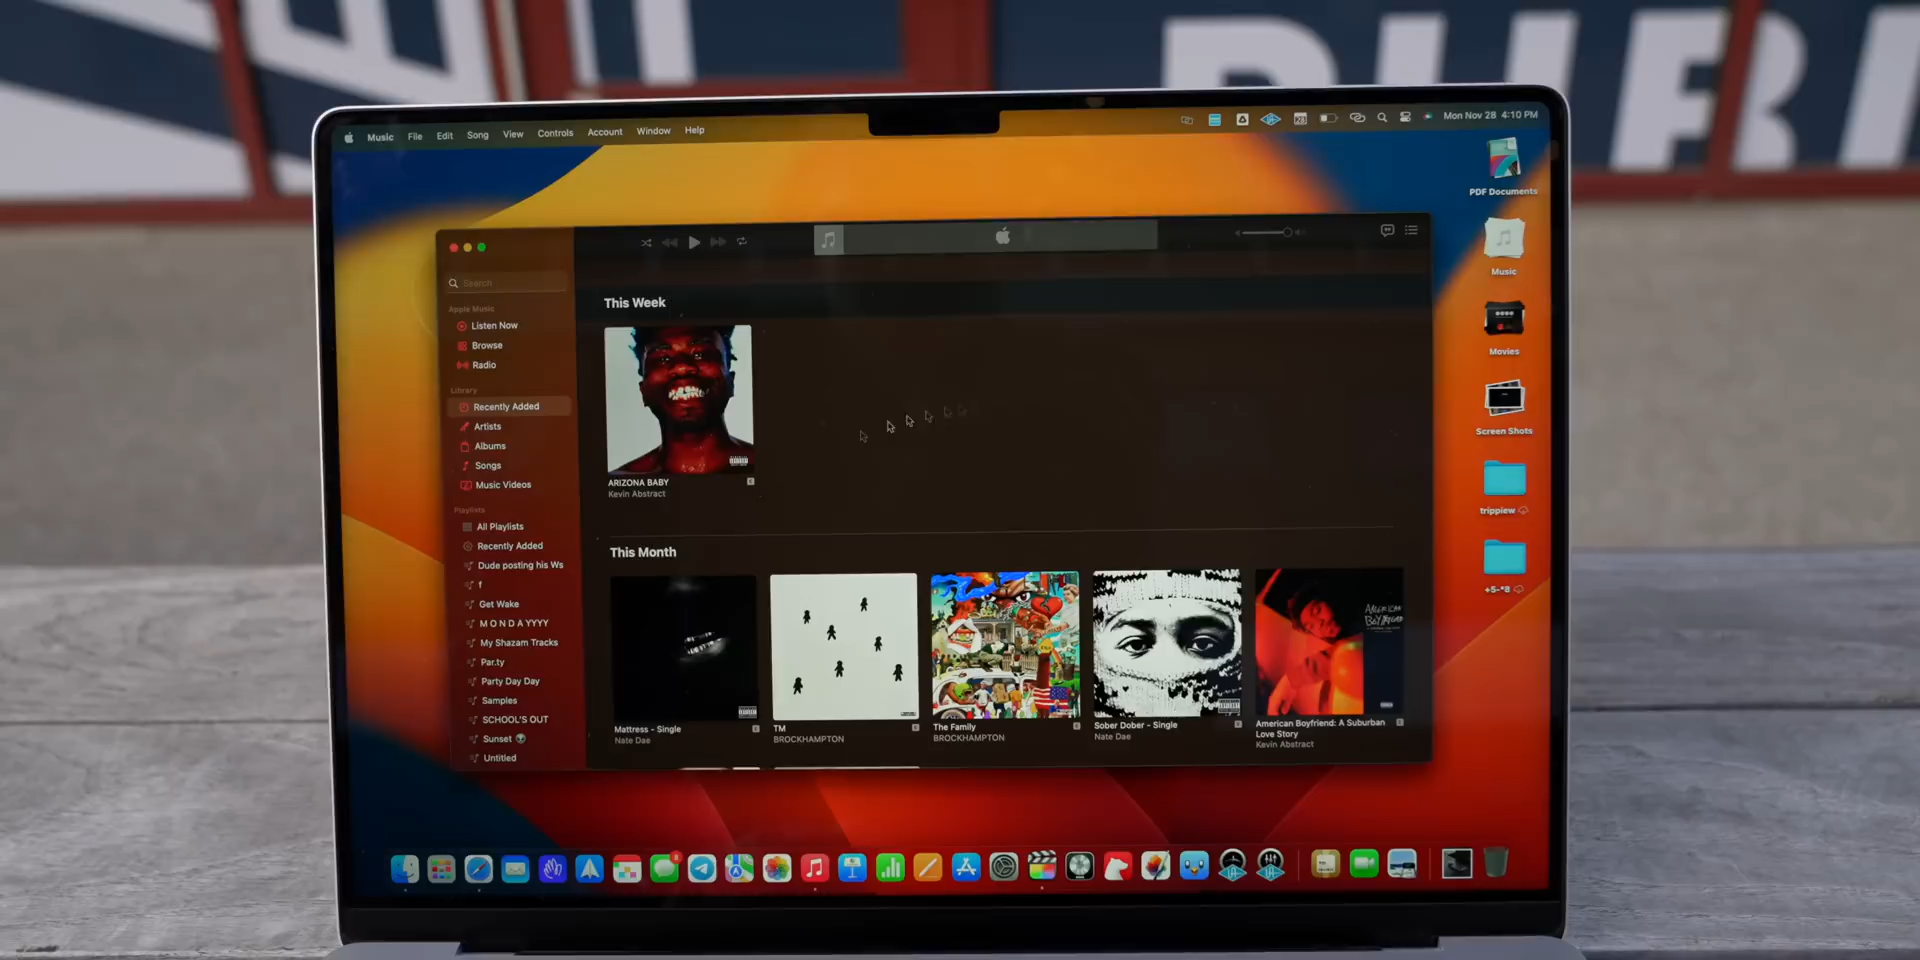 Music File Edit Song View Controls Account Window Help
Mon Nov 28 4:10 PM
PDF Documents
Music
Movies
Screen Shots
trippiew
+5-*8
Search
Apple Music
Listen Now
Browse
Radio
Library
Recently Added
Artists
Albums
Songs
Music Videos
Playlists
All Playlists
Recently Added
Dude posting his Ws
f
Get Wake
M O N D A YYYY
My Shazam Tracks
Par.ty
Party Day Day
Samples
SCHOOL'S OUT
Sunset
Untitled
This Week
ARIZONA BABY
Kevin Abstract
This Month
Mattress - Single
Nate Dae
TM
BROCKHAMPTON
The Family
BROCKHAMPTON
Sober Dober - Single
Nate Dae
American Boyfriend: A Suburban
Love Story
Kevin Abstract